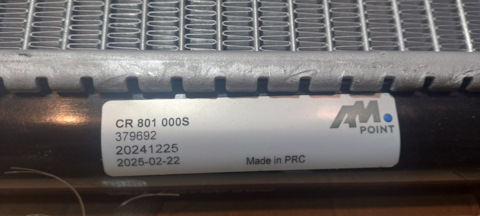 CR 801 000S
379692
20241225
2025-02-22
Made in PRC
AM.
POINT